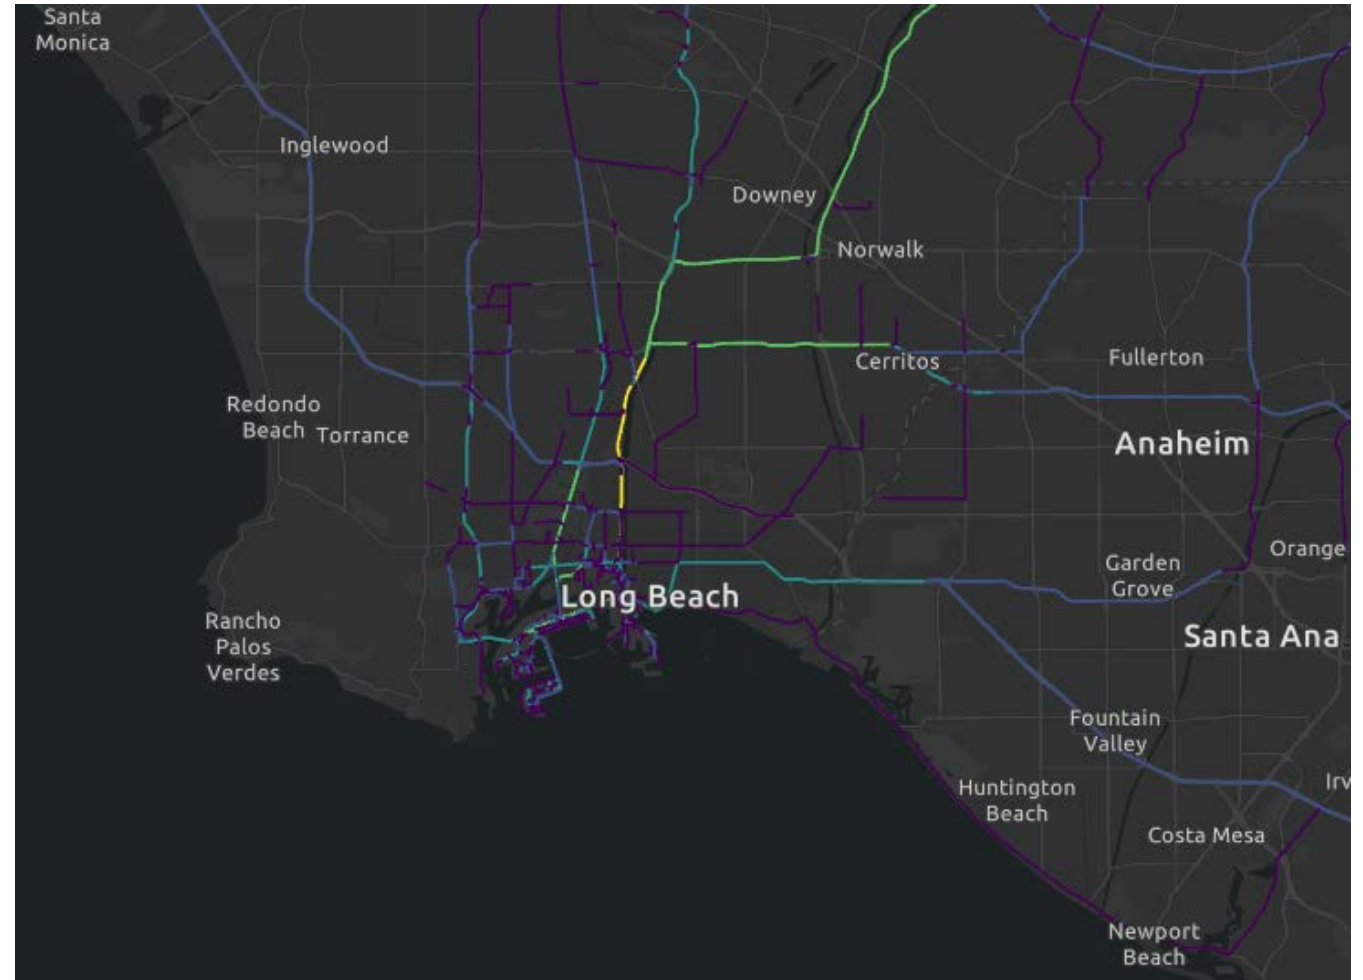 Santa
Monica
Inglewood
Downey
Norwalk
Cerritos
Fullerton
Redondo
Beach
Torrance
Anaheim
Orange
Garden
Grove
Long Beach
Rancho
Palos
Verdes
Santa Ana
Fountain
Valley
Irv
Huntington
Beach
Costa Mesa
Newport
Beach